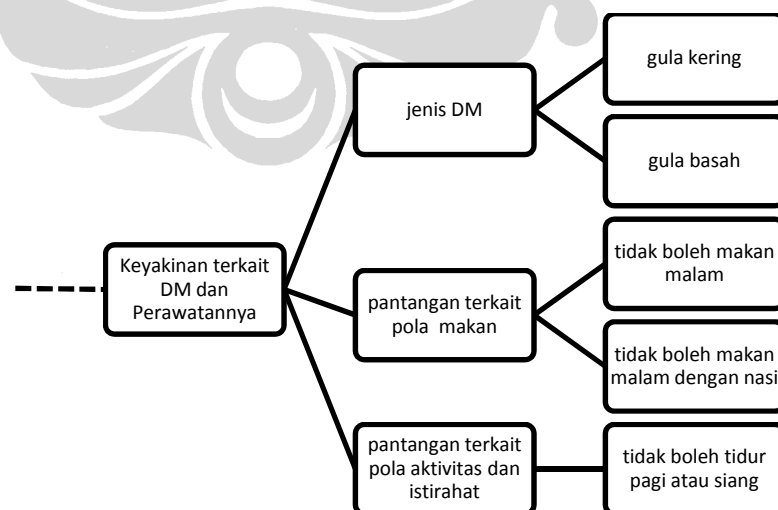 gula kering
jenis DM
gula basah
Keyakinan terkait
DM dan
Perawatannya
tidak boleh makan
malam
pantangan terkait
pola makan
tidak boleh makan
malam dengan nasi
pantangan terkait
pola aktivitas dan
istirahat
tidak boleh tidur
pagi atau siang